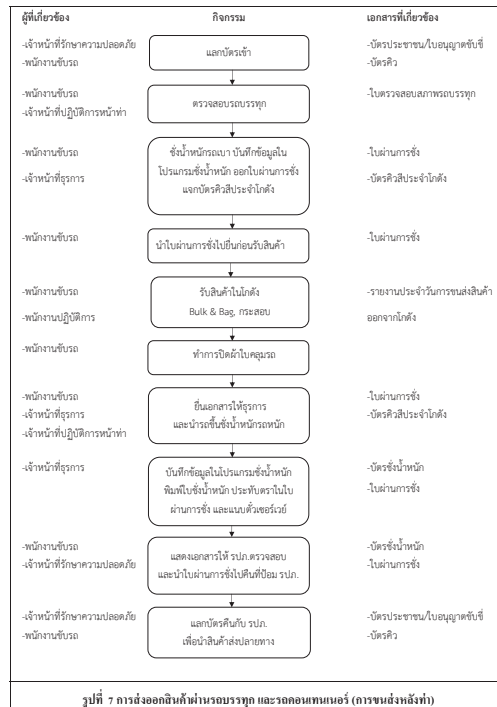 ผู้ที่เกี่ยวข้อง กิจกรรม เอกสารที่เกี่ยวข้อง
-เจ้าหน้าที่รักษาความปลอดภัย
-พนักงานขับรถ
แลกบัตรเข้า
-บัตรประชาชน/ใบอนุญาตขับขี่
-บัตรคิว
-พนักงานขับรถ
-เจ้าหน้าที่ปฏิบัติการหน้าท่า
ตรวจสอบรถบรรทุก
-ใบตรวจสอบสภาพรถบรรทุก
-พนักงานขับรถ
-เจ้าหน้าที่ธุรการ
ชั่งน้ำหนักรถเบา บันทึกข้อมูลใน
โปรแกรมชั่งน้ำหนัก ออกใบผ่านการชั่ง
แจกบัตรคิวสีประจำโกดัง
-ใบผ่านการชั่ง
-บัตรคิวสีประจำโกดัง
-พนักงานขับรถ
นำใบผ่านการชั่งไปยื่นก่อนรับสินค้า
-ใบผ่านการชั่ง
-พนักงานขับรถ
-พนักงานปฏิบัติการ
รับสินค้าในโกดัง
Bulk & Bag, กระสอบ
-รายงานประจำวันการขนส่งสินค้า
ออกจากโกดัง
-พนักงานขับรถ
ทำการปิดผ้าใบคลุมรถ
-พนักงานขับรถ
-เจ้าหน้าที่ธุรการ
-เจ้าหน้าที่ปฏิบัติการหน้าท่า
ยื่นเอกสารให้ธุรการ
และนำรถขึ้นชั่งน้ำหนักรถหนัก
-ใบผ่านการชั่ง
-บัตรคิวสีประจำโกดัง
-เจ้าหน้าที่ธุรการ
บันทึกข้อมูลในโปรแกรมชั่งน้ำหนัก
พิมพ์ใบชั่งน้ำหนัก ประทับตราในใบ
ผ่านการชั่ง และแนบตั๋วเซอร์เวย์
-บัตรชั่งน้ำหนัก
-ใบผ่านการชั่ง
-พนักงานขับรถ
-เจ้าหน้าที่รักษาความปลอดภัย
แสดงเอกสารให้ รปภ.ตรวจสอบ
และนำใบผ่านการชั่งไปคืนที่ป้อม รปภ.
-บัตรชั่งน้ำหนัก
-ใบผ่านการชั่ง
-เจ้าหน้าที่รักษาความปลอดภัย
-พนักงานขับรถ
แลกบัตรคืนกับ รปภ.
เพื่อนำสินค้าส่งปลายทาง
-บัตรประชาชน/ใบอนุญาตขับขี่
-บัตรคิว
รูปที่ 7 การส่งออกสินค้าผ่านรถบรรทุก และรถคอนเทนเนอร์ (การขนส่งหลังท่า)